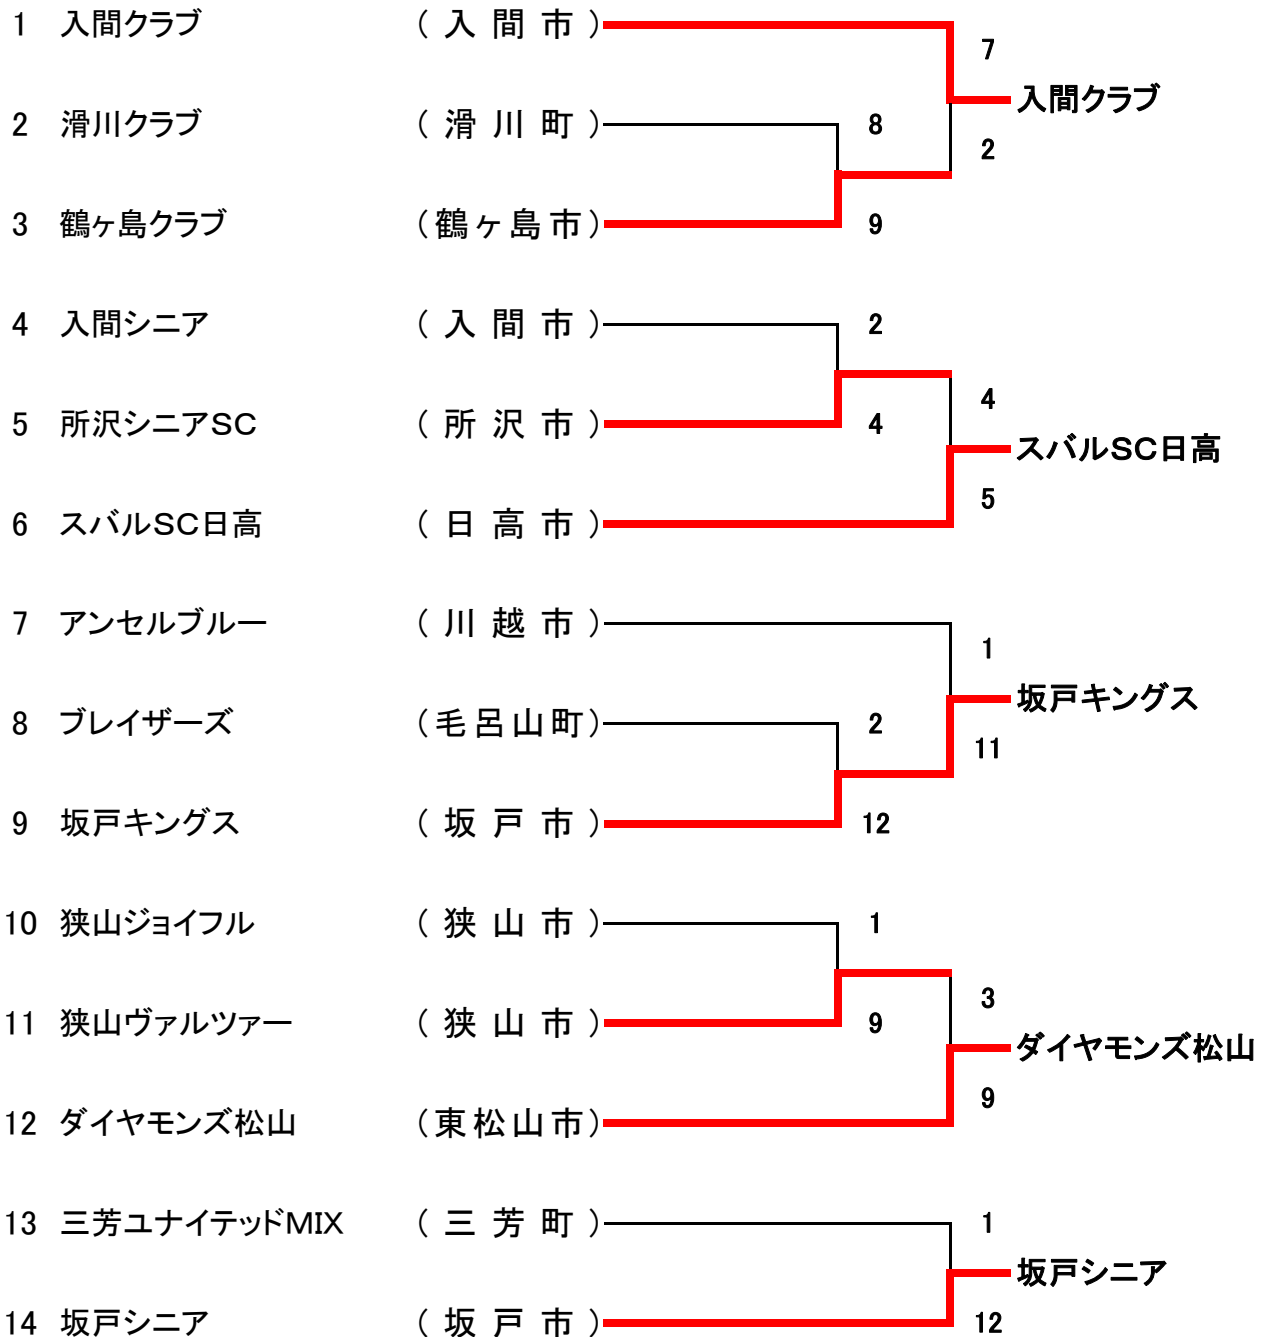 1 入間クラブ (入間市)
7
入間クラブ
2 滑川クラブ (滑川町) 8
2
3 鶴ヶ島クラブ (鶴ヶ島市) 9
4 入間シニア (入間市) 2
4
5 所沢シニアSC (所沢市) 4
スバルSC日高
5
6 スバルSC日高 (日高市)
7 アンセルブルー (川越市)
1
坂戸キングス
8 ブレイザーズ (毛呂山町) 2
11
9 坂戸キングス (坂戸市) 12
10 狭山ジョイフル (狭山市) 1
3
11 狭山ヴァルツァー (狭山市) 9
ダイヤモンズ松山
9
12 ダイヤモンズ松山 (東松山市)
13 三芳ユナイテッドMIX (三芳町) 1
坂戸シニア
14 坂戸シニア (坂戸市) 12